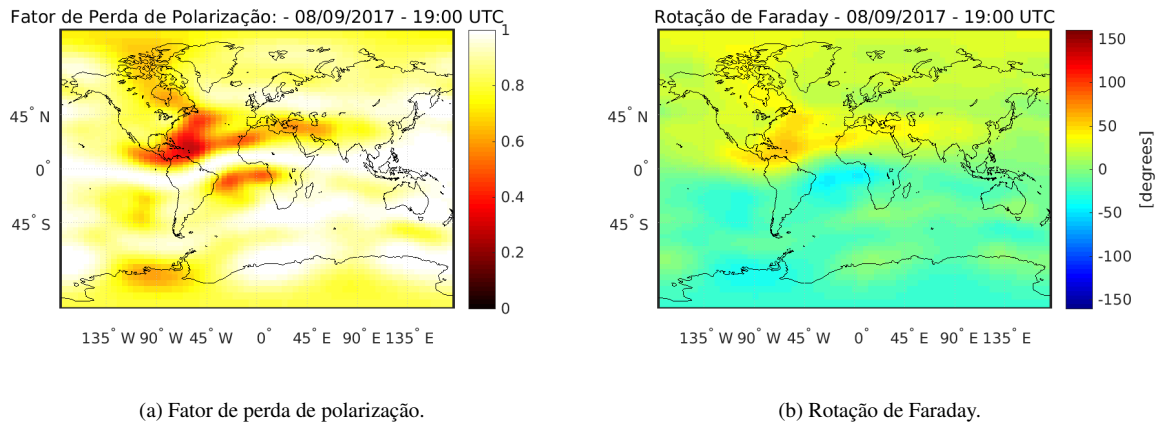 Fator de Perda de Polarização: - 08/09/2017 - 19:00 UTC
1
0.8
0.6
0.4
0.2
0
45° N
0°
45° S
135° W 90° W 45° W 0° 45° E 90° E 135° E
(a) Fator de perda de polarização.
Rotação de Faraday - 08/09/2017 - 19:00 UTC
150
100
50
0
-50
-100
-150
[degrees]
45° N
0°
45° S
135° W 90° W 45° W 0° 45° E 90° E 135° E
(b) Rotação de Faraday.